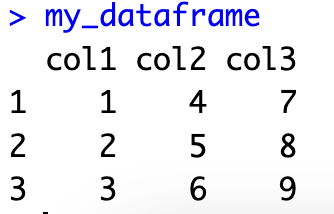 > my_dataframe
  col1 col2 col3
1    1    4    7
2    2    5    8
3    3    6    9